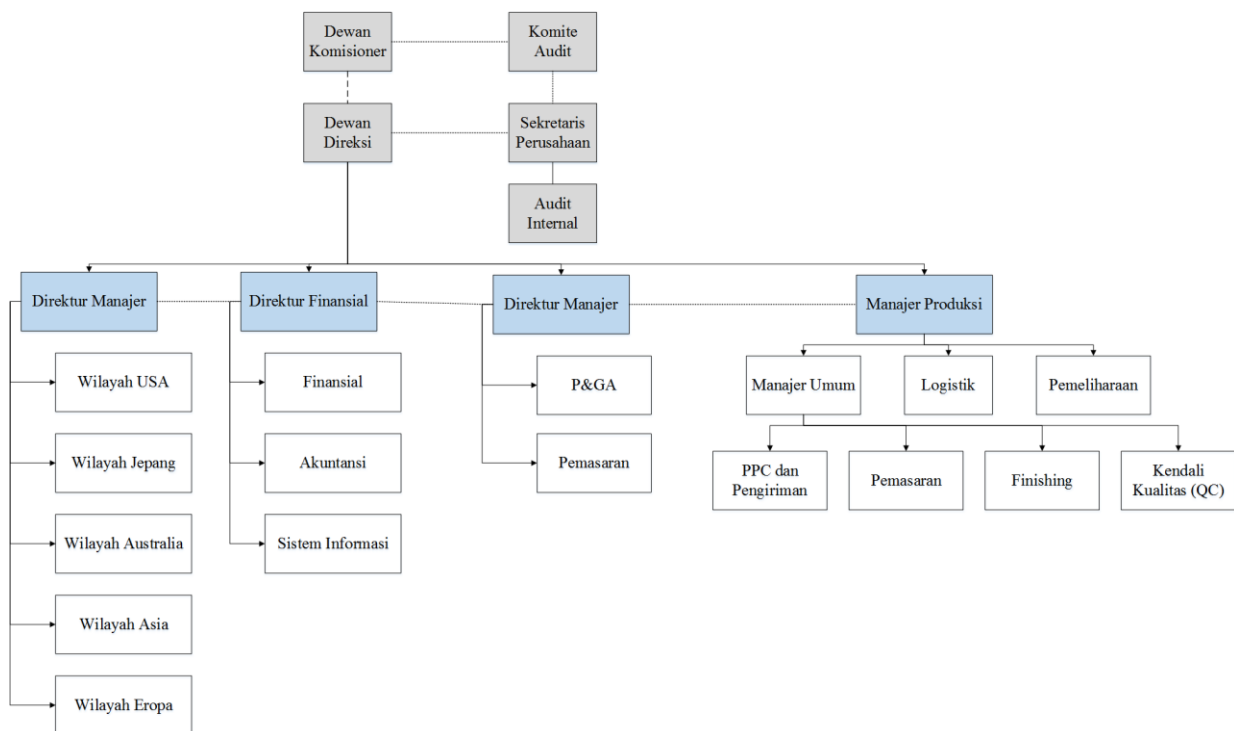 Dewan
Komisioner
Komite
Audit
Dewan
Direksi
Sekretaris
Perusahaan
Audit
Internal
Direktur Manajer
Direktur Finansial
Direktur Manajer
Manajer Produksi
Wilayah USA
Wilayah Jepang
Wilayah Australia
Wilayah Asia
Wilayah Eropa
Finansial
Akuntansi
Sistem Informasi
P&GA
Pemasaran
Manajer Umum
Logistik
Pemeliharaan
PPC dan
Pengiriman
Pemasaran
Finishing
Kendali
Kualitas (QC)